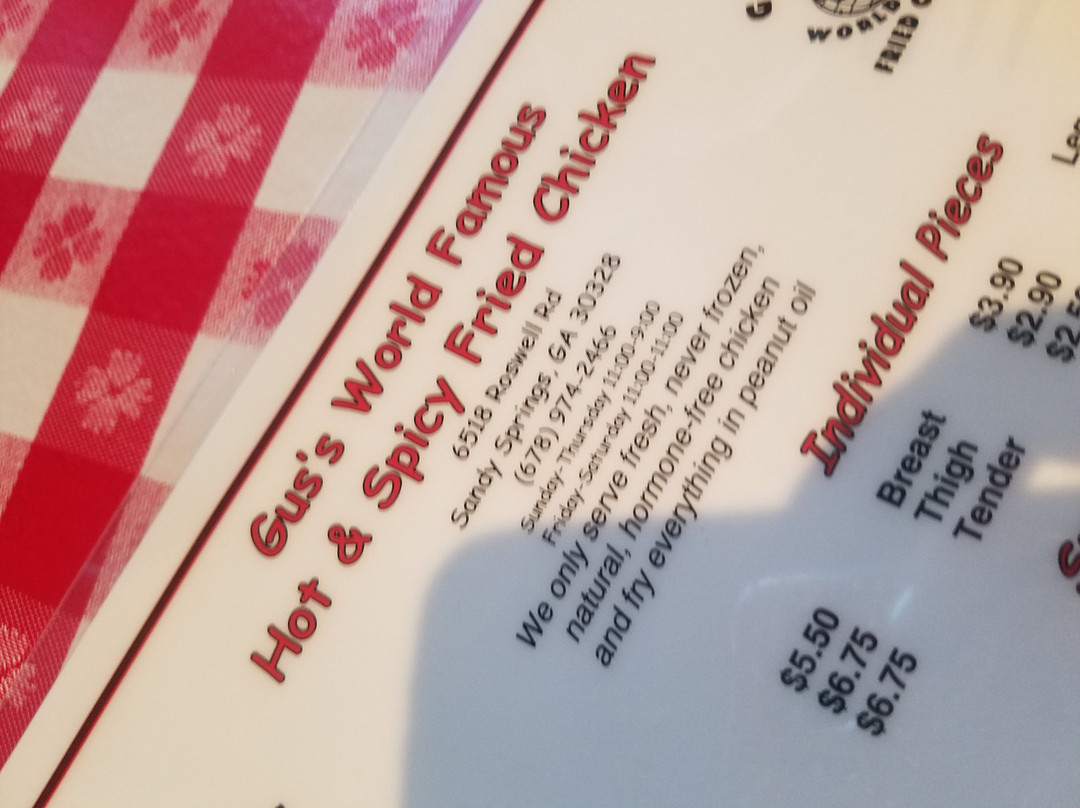 WORLD
FRIED
Gus's World Famous
Hot & Spicy Fried Chicken
6518 Roswell Rd
Sandy Springs, GA 30328
(678) 974-2466
Sunday-Thursday 11:00-9:00
Friday-Saturday 11:00-11:00
We only serve fresh, never frozen,
natural, hormone-free chicken
and fry everything in peanut oil
Individual Pieces
Breast $3.90
Thigh $2.90
Tender
$5.50
$6.75
$6.75